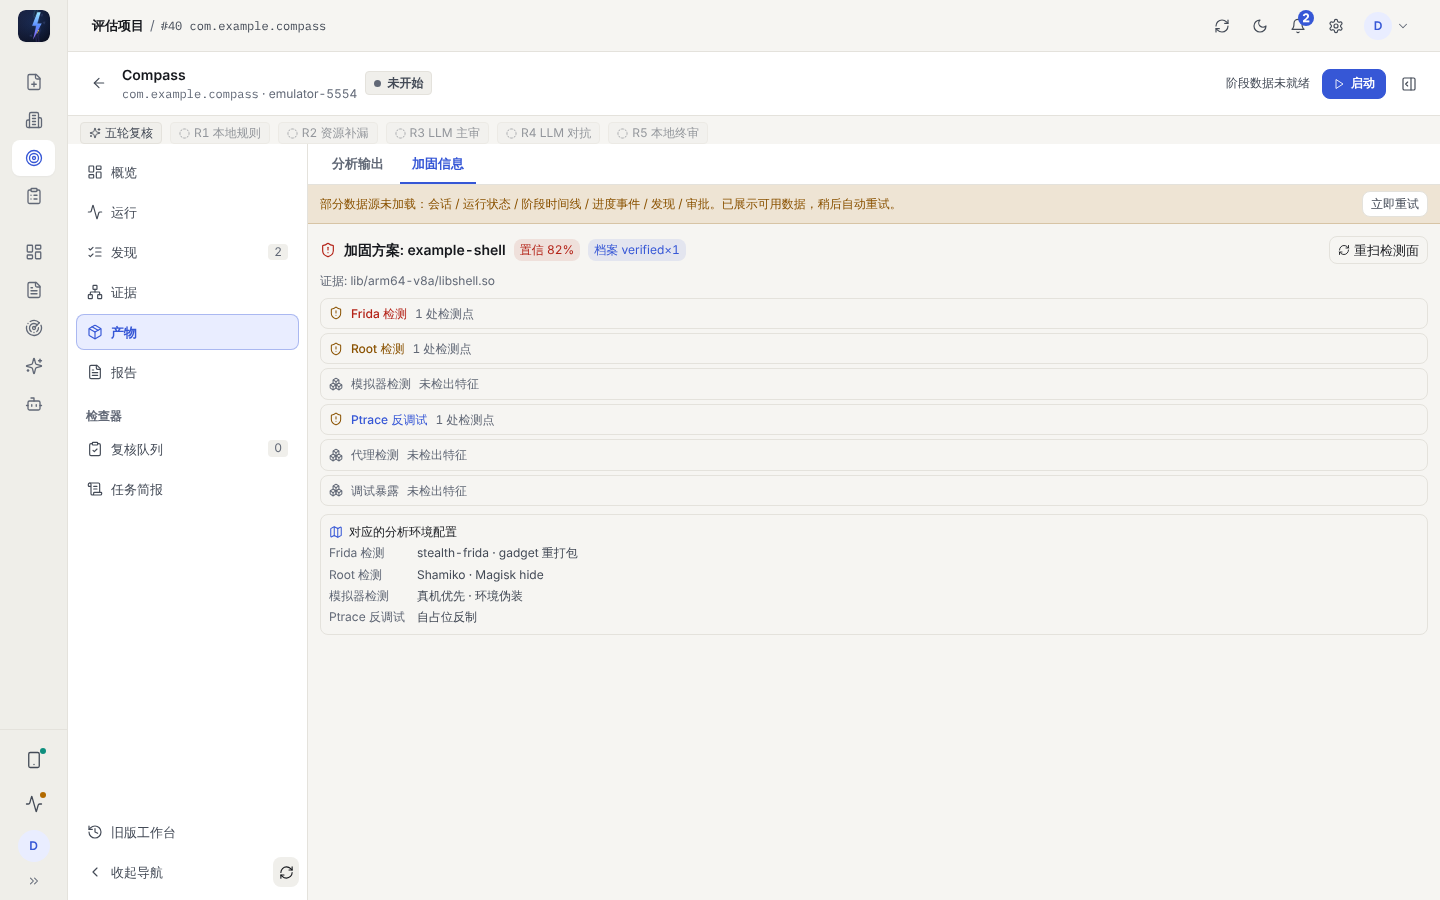 评估项目 / #40 com.example.compass
2
D
Compass
com.example.compass · emulator-5554
未开始
阶段数据未就绪
启动
五轮复核
R1 本地规则
R2 资源补漏
R3 LLM 主审
R4 LLM 对抗
R5 本地终审
概览
运行
发现 2
证据
产物
报告
检查器
复核队列 0
任务简报
旧版工作台
收起导航
D
分析输出
加固信息
部分数据源未加载：会话 / 运行状态 / 阶段时间线 / 进度事件 / 发现 / 审批。已展示可用数据，稍后自动重试。
立即重试
加固方案: example-shell
置信 82%
档案 verified×1
重扫检测面
证据: lib/arm64-v8a/libshell.so
Frida 检测 1 处检测点
Root 检测 1 处检测点
模拟器检测 未检出特征
Ptrace 反调试 1 处检测点
代理检测 未检出特征
调试暴露 未检出特征
对应的分析环境配置
Frida 检测 stealth-frida · gadget 重打包
Root 检测 Shamiko · Magisk hide
模拟器检测 真机优先 · 环境伪装
Ptrace 反调试 自占位反制